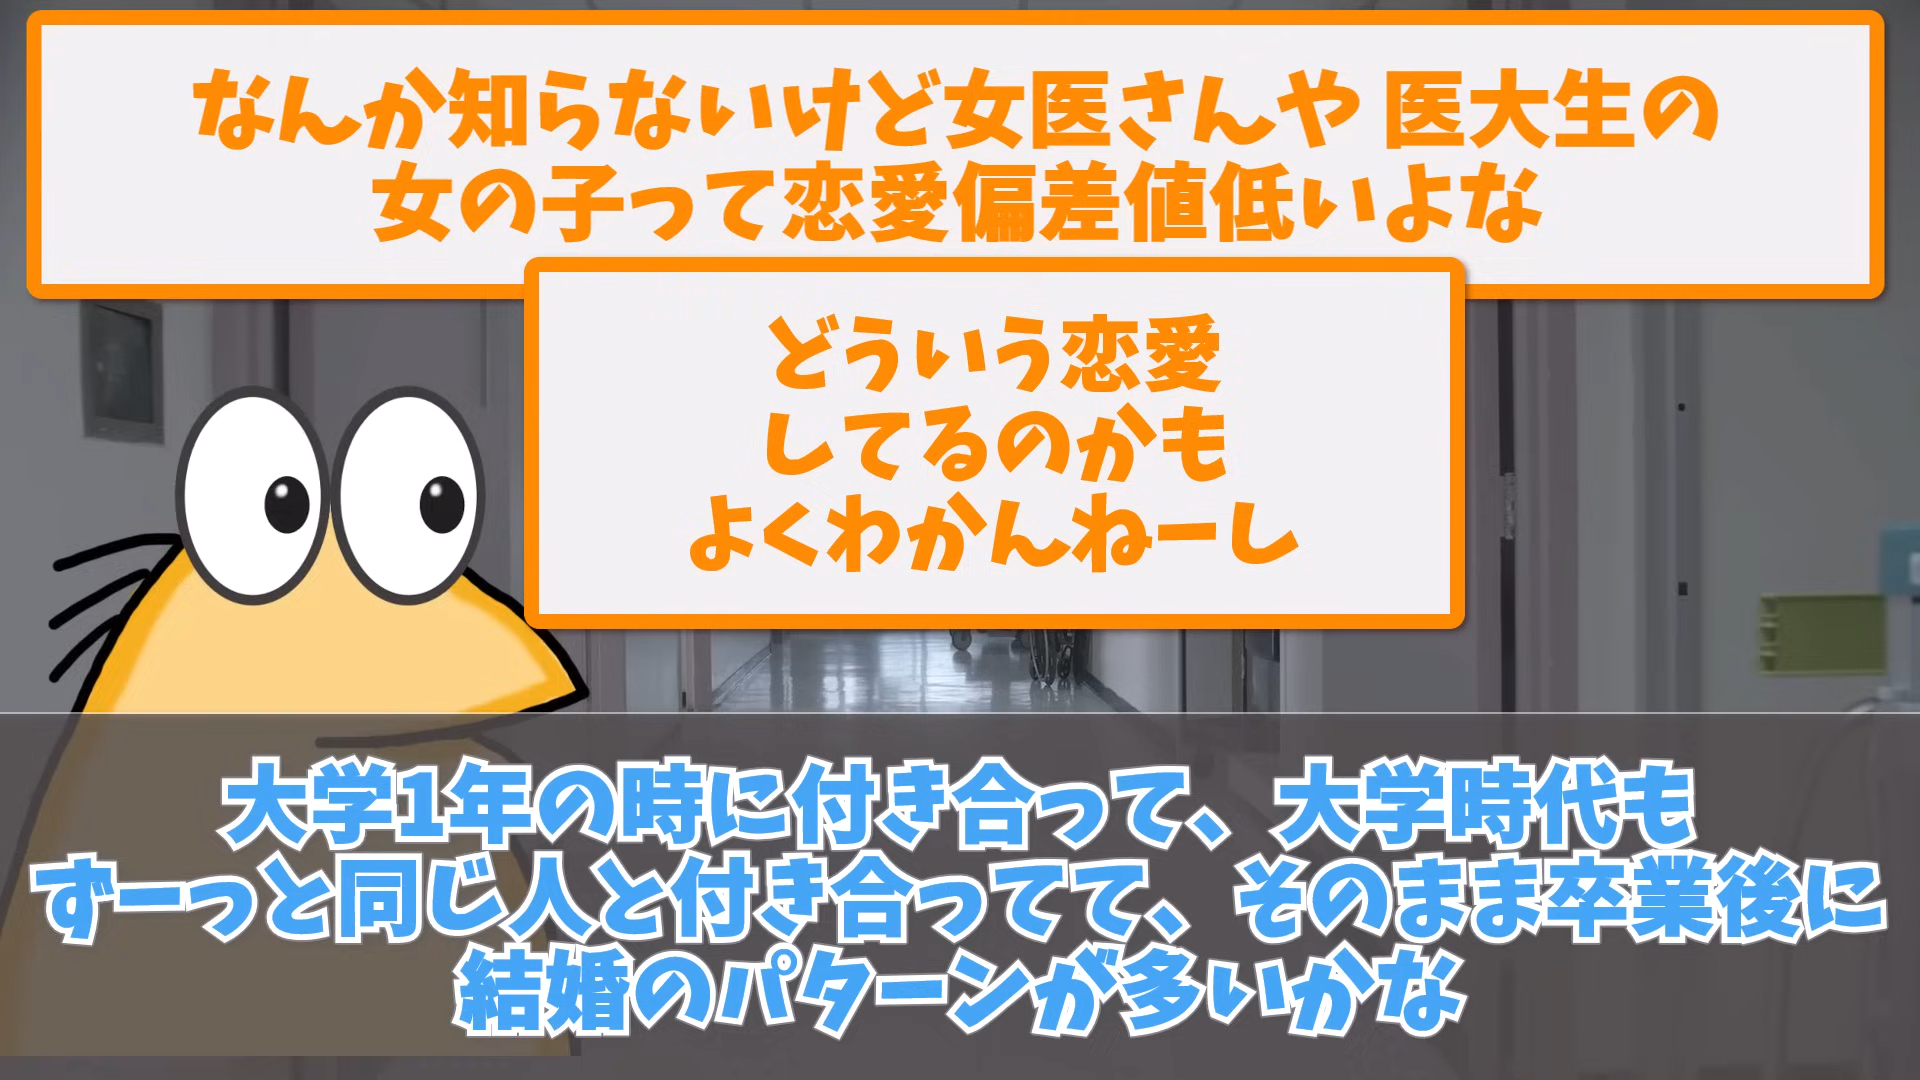 なんか知らないけど女医さんや 医大生の
女の子って恋愛偏差値低いよな
どういう恋愛
してるのかも
よくわかんねーし
大学1年の時に付き合って、大学時代も
ずーっと同じ人と付き合ってて、そのまま卒業後に
結婚のパターンが多いかな